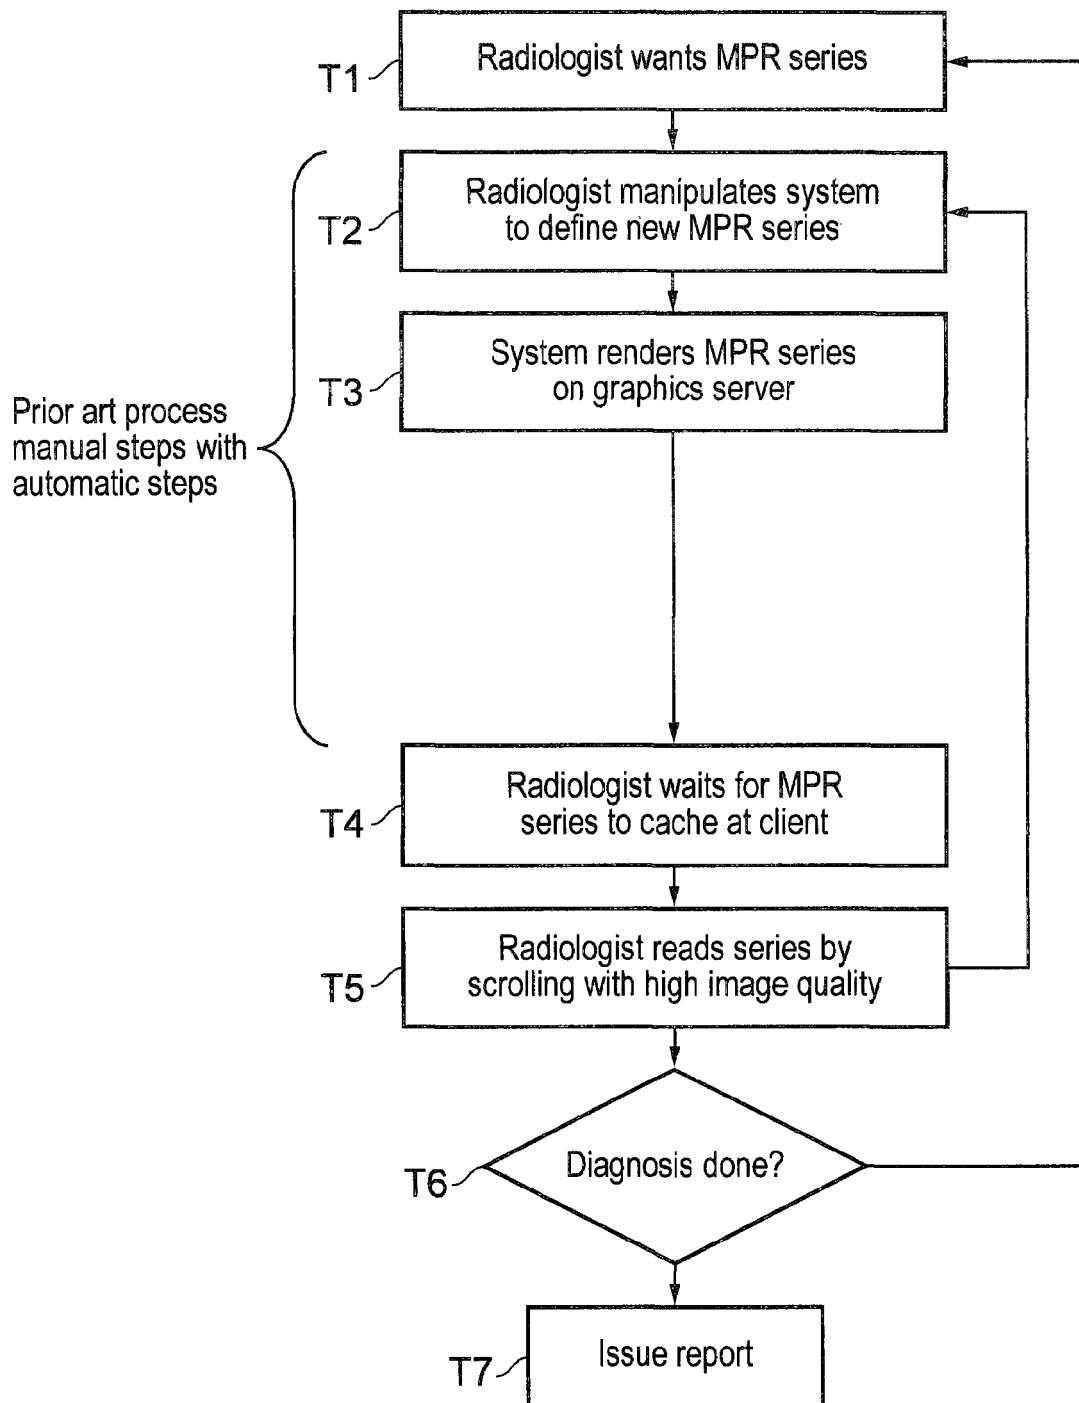 T1
Radiologist wants MPR series
T2
Radiologist manipulates system
to define new MPR series
T3
System renders MPR series
on graphics server
Prior art process
manual steps with
automatic steps
T4
Radiologist waits for MPR
series to cache at client
T5
Radiologist reads series by
scrolling with high image quality
T6
Diagnosis done?
T7
Issue report